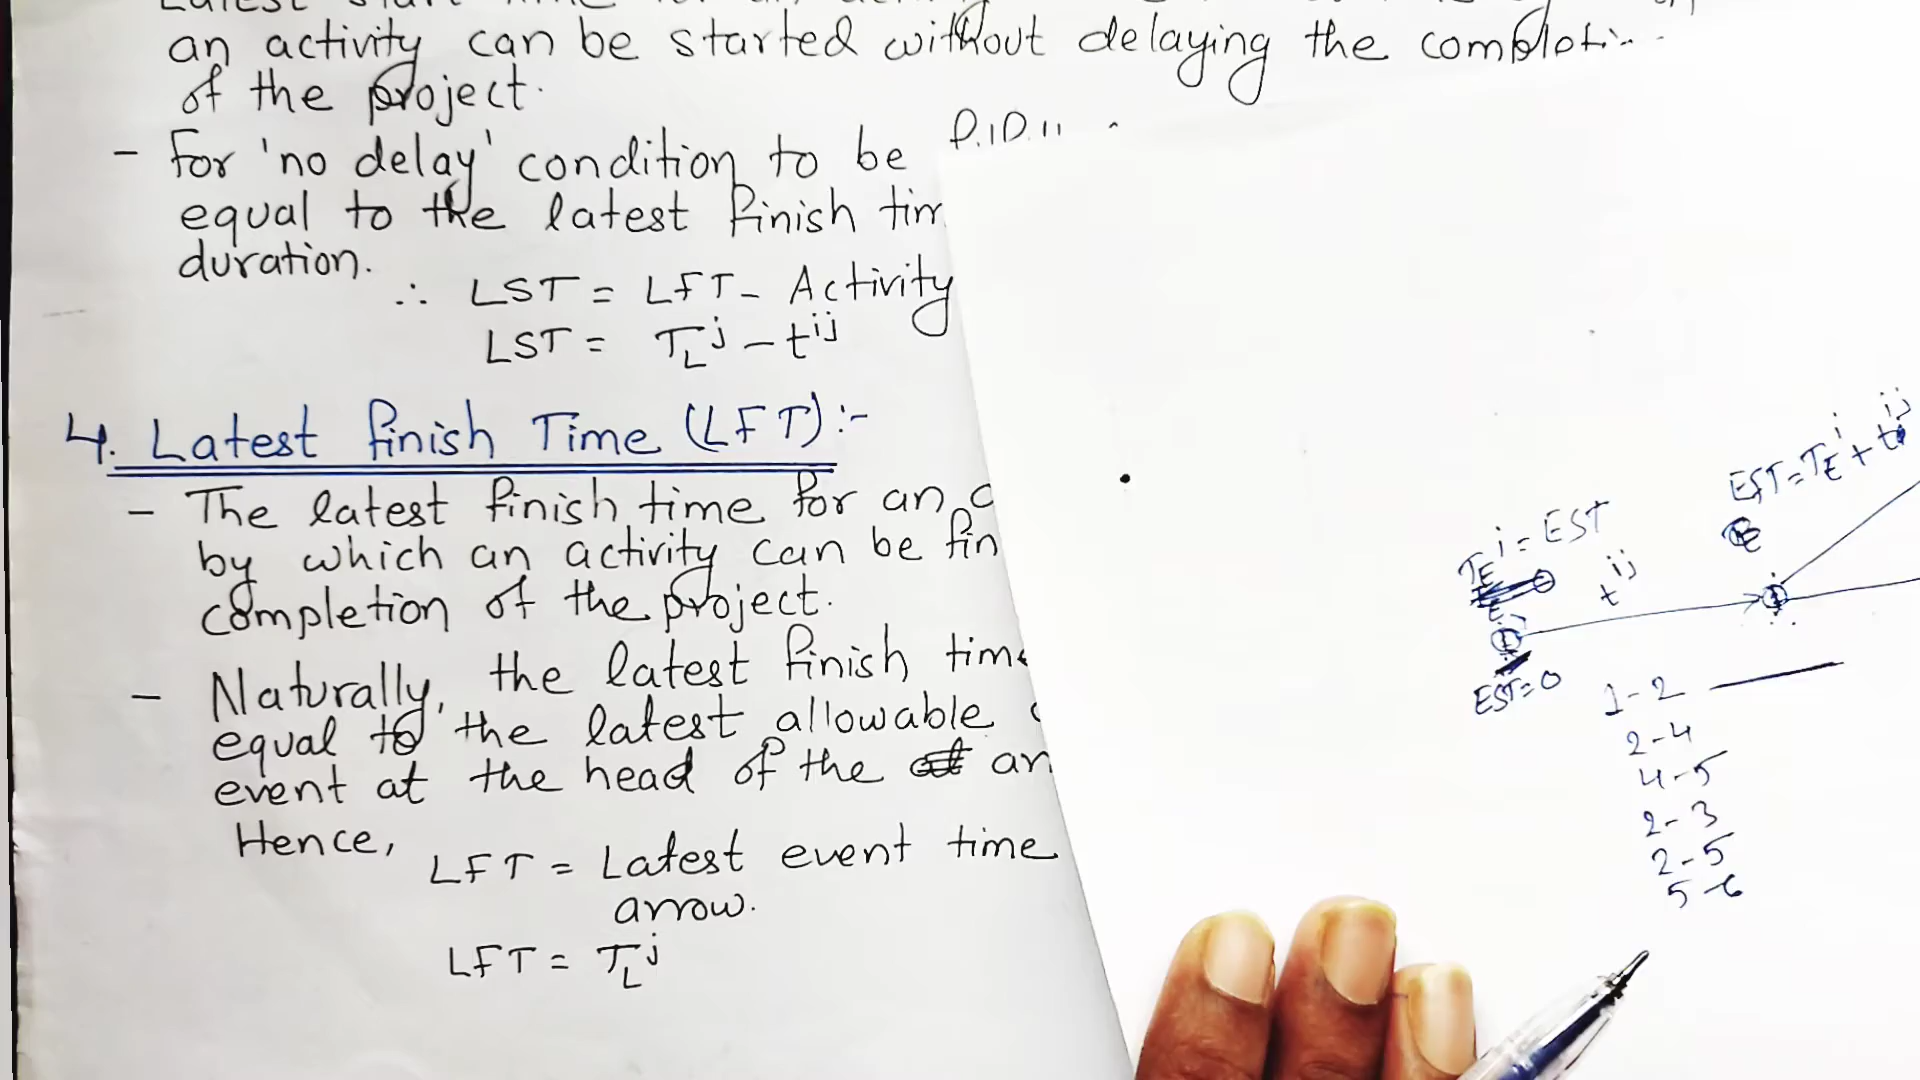 an activity can be started without delaying the
of the project.
- For 'no delay' condition to be
equal to the latest finish
duration.
∴ LST = LFT - Activity
LST = T_L^j - t^ij
4. Latest finish Time (LFT):-
- The latest finish time for an
by which an activity can be fin
completion of the project.
- Naturally, the latest finish time
equal to the latest allowable
event at the head of the
Hence,
LFT = Latest event time
arrow.
LFT = T_L^j
EST = T_E^i + t^ij
T_E^i = EST
t^ij
EST = 0
1-2
2-4
4-5
2-3
2-5
5-6